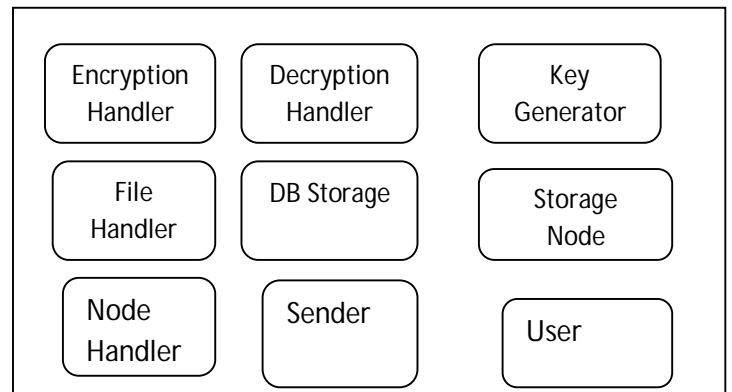 Encryption
Handler
Decryption
Handler
Key
Generator
File
Handler
DB Storage
Storage
Node
Node
Handler
Sender
User